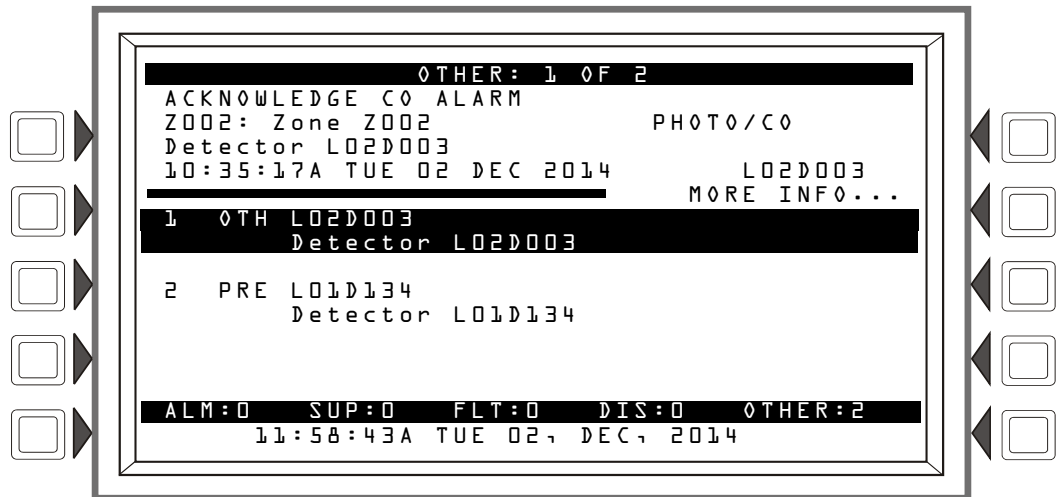 OTHER: 1 OF 2
ACKNOWLEDGE CO ALARM
Z002: Zone Z002 PHOTO/CO
Detector L02D003
10:35:17A TUE 02 DEC 2014 L02D003
MORE INFO...
1 OTH L02D003
Detector L02D003
2 PRE L01D134
Detector L01D134
ALM:0 SUP:0 FLT:0 DIS:0 OTHER:2
11:58:43A TUE 02, DEC, 2014